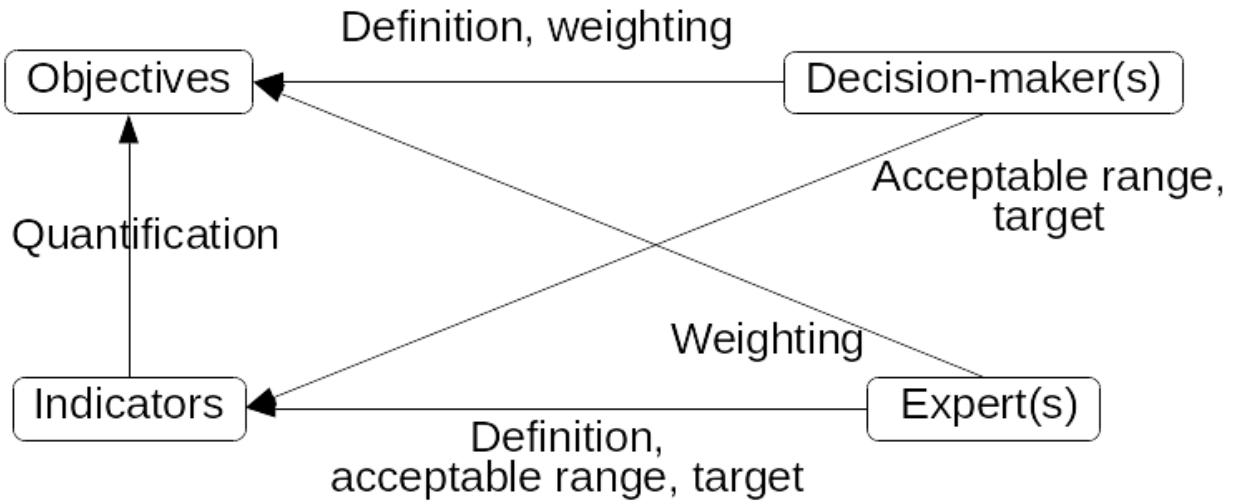 Definition, weighting
Objectives
Decision-maker(s)
Acceptable range,
target
Quantification
Weighting
Indicators
Expert(s)
Definition,
acceptable range, target